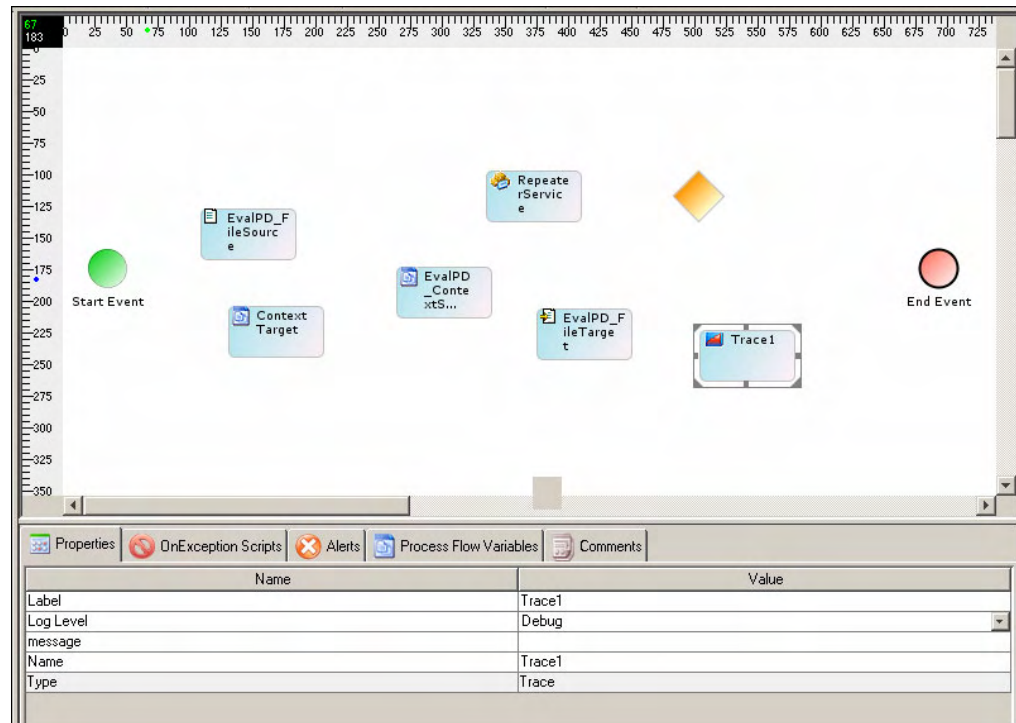 67
183
0 25 50 75 100 125 150 175 200 225 250 275 300 325 350 375 400 425 450 475 500 525 550 575 600 625 650 675 700 725
0
25
50
75
100
125
150
175
200
225
250
275
300
325
350
Repeate
rServic
e
EvalPD_F
ileSourc
e
EvalPD
_Conte
xtS...
Start Event
End Event
Context
Target
EvalPD_F
ileTarge
t
Trace1
Properties OnException Scripts Alerts Process Flow Variables Comments
Name Value
Label Trace1
Log Level Debug
message
Name Trace1
Type Trace